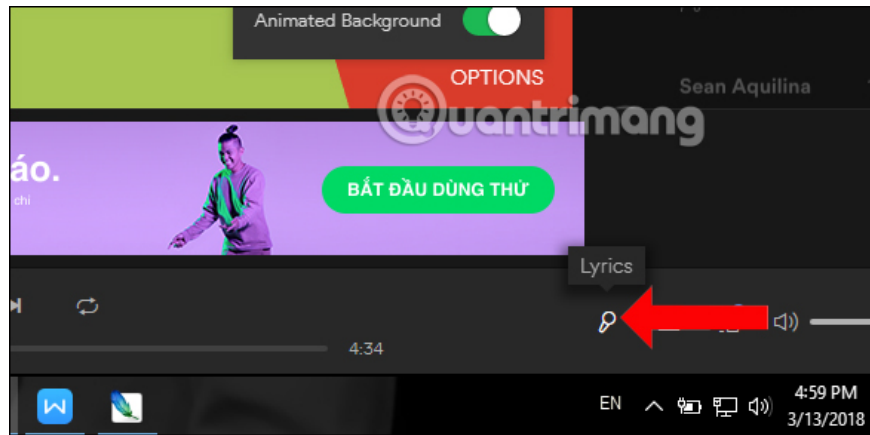 Animated Background
OPTIONS
Sean Aquilina
Quantrimang
áo.
chí
BẮT ĐẦU DÙNG THỬ
Lyrics
4:34
EN
4:59 PM
3/13/2018